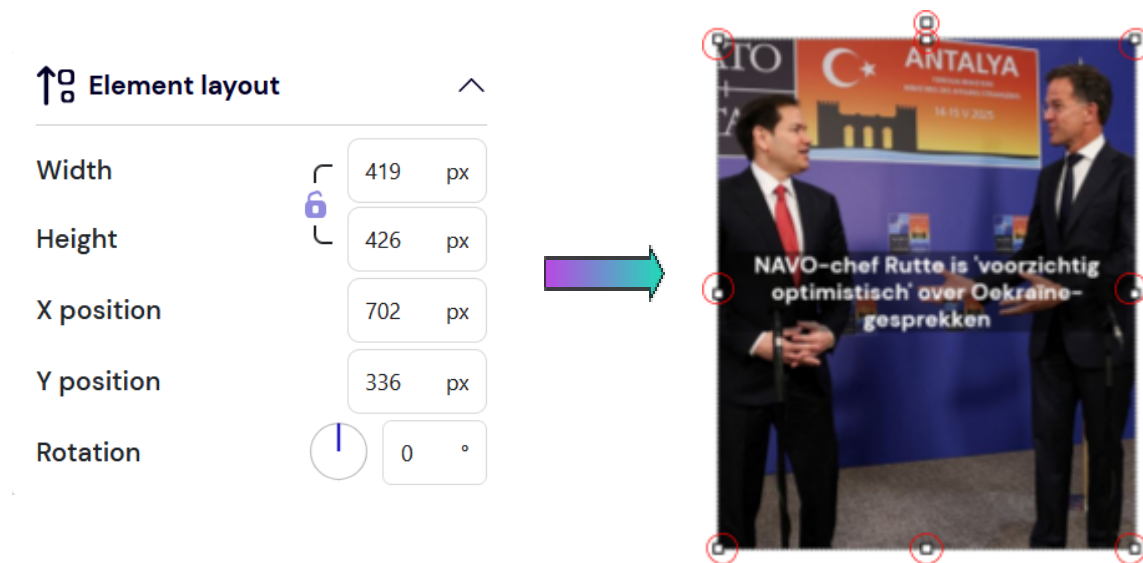 Element layout
Width 419 px
Height 426 px
X position 702 px
Y position 336 px
Rotation 0 °
ANTALYA
14-15 V 2025
NAVO-chef Rutte is 'voorzichtig
optimistisch' over Oekraïne-
gesprekken